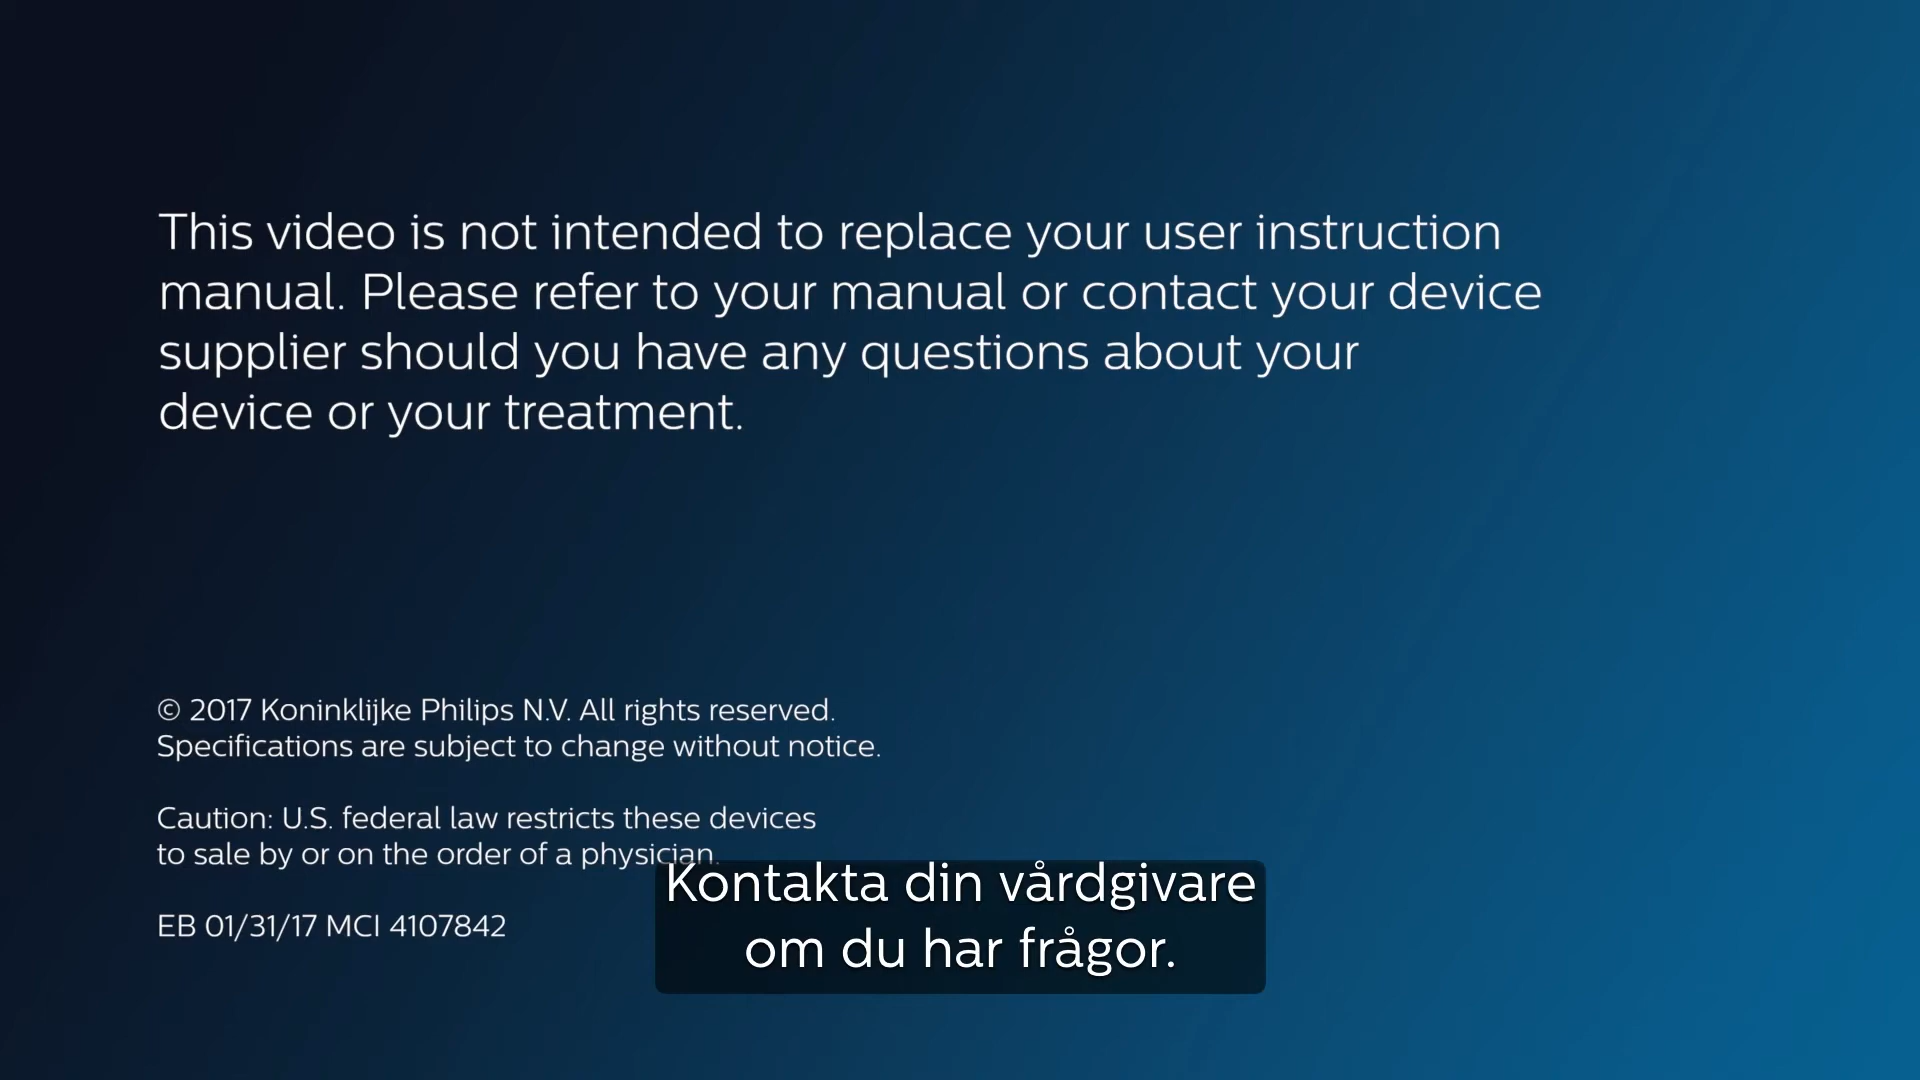 This video is not intended to replace your user instruction
manual. Please refer to your manual or contact your device
supplier should you have any questions about your
device or your treatment.
© 2017 Koninklijke Philips N.V. All rights reserved.
Specifications are subject to change without notice.
Caution: U.S. federal law restricts these devices
to sale by or on the order of a physician.
EB 01/31/17 MCI 4107842
Kontakta din vårdgivare
om du har frågor.